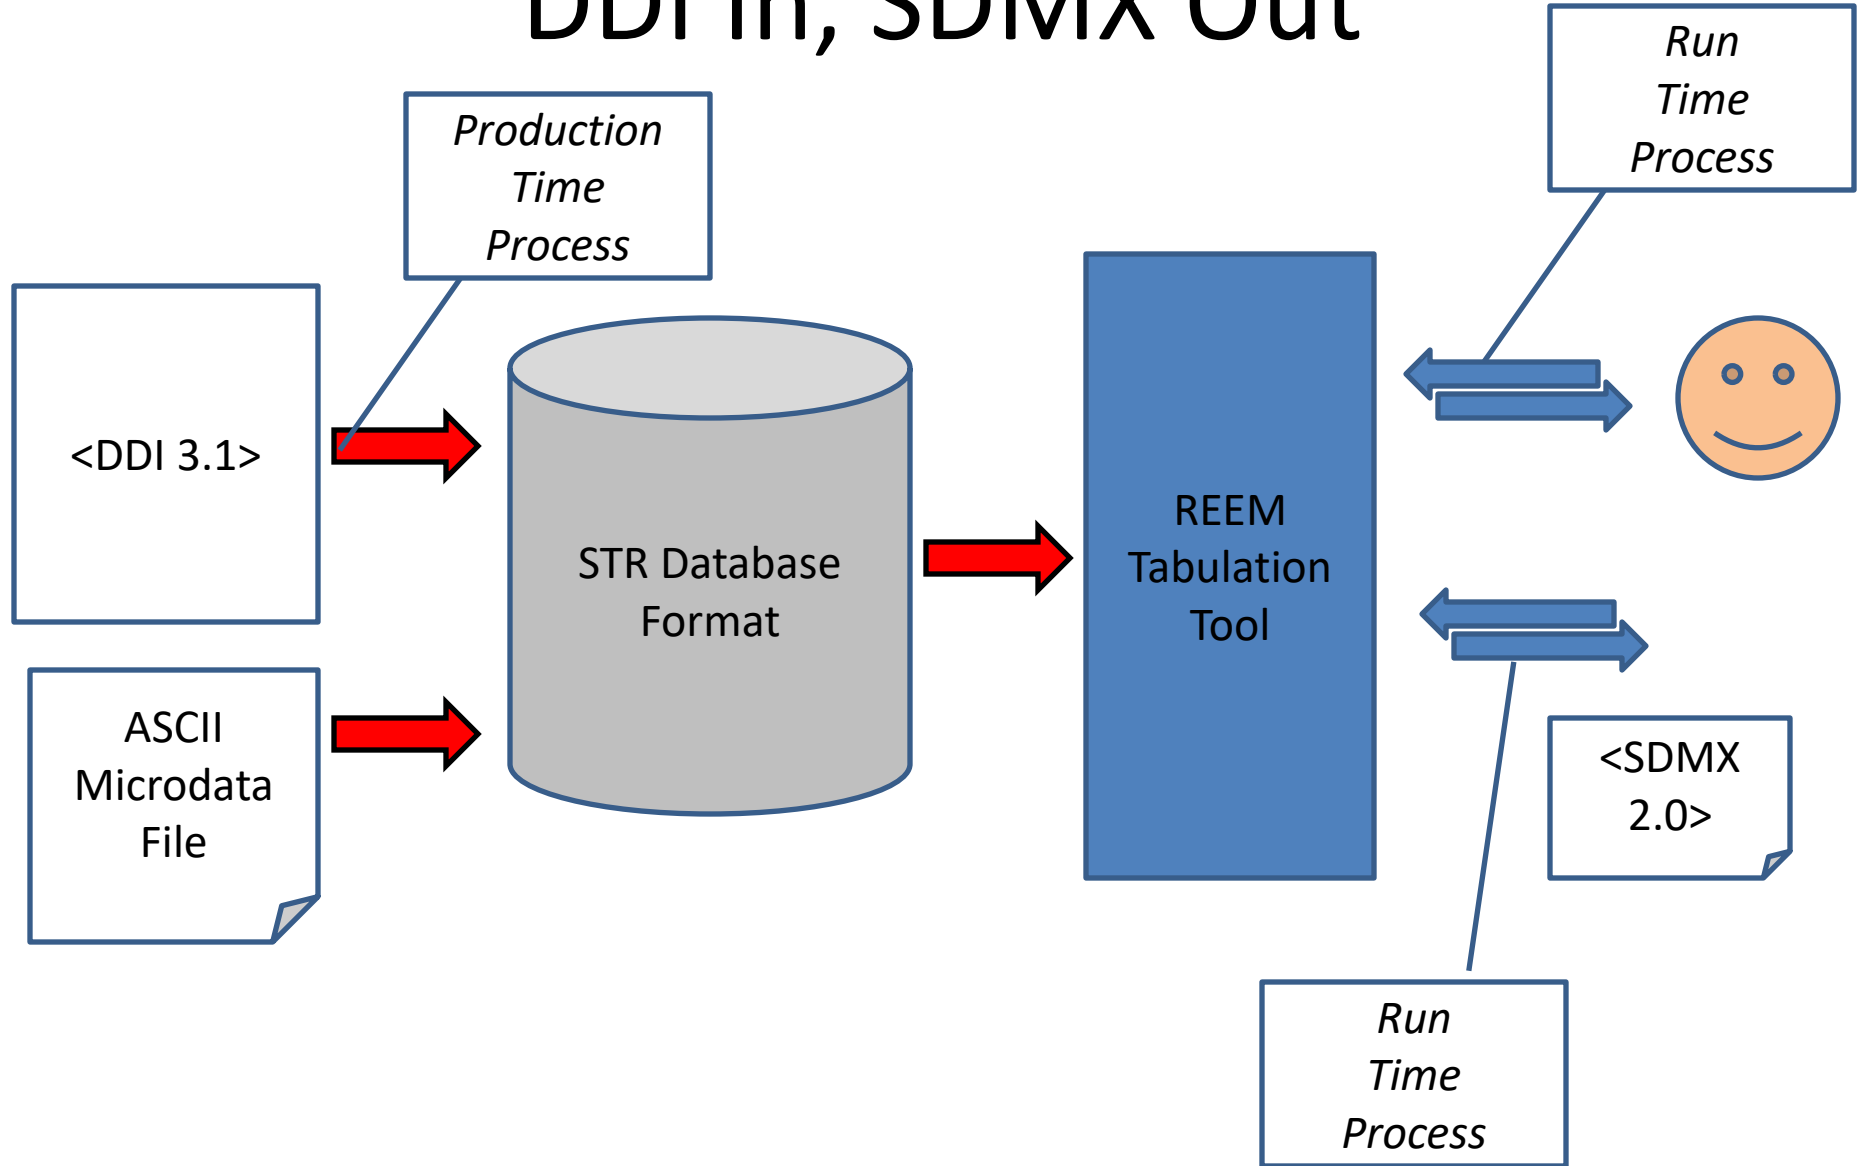 DDI In, SDMX Out
Run
Time
Process
Production
Time
Process
<DDI 3.1>
STR Database
Format
REEM
Tabulation
Tool
ASCII
Microdata
File
<SDMX
2.0>
Run
Time
Process